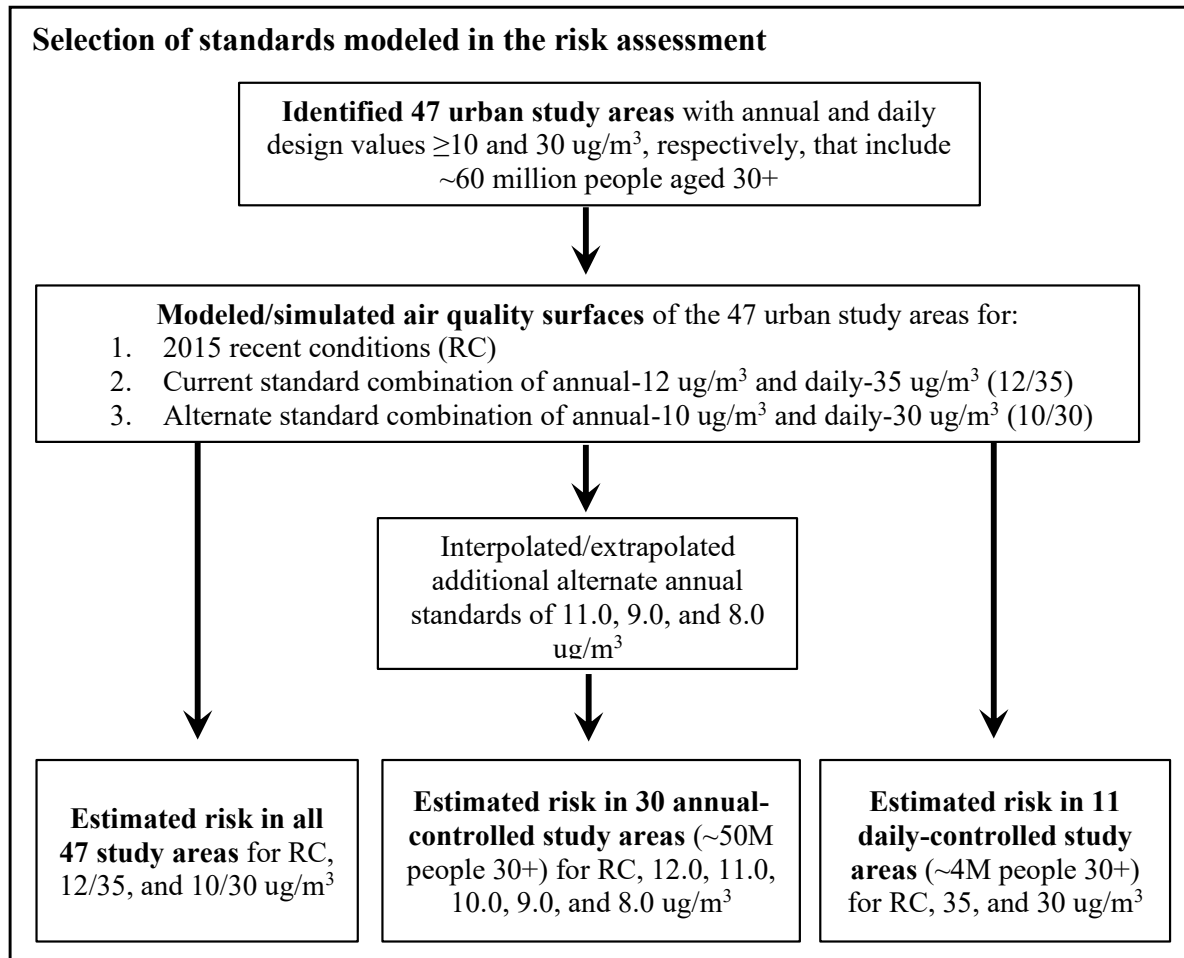 Selection of standards modeled in the risk assessment
Identified 47 urban study areas with annual and daily
design values ≥10 and 30 ug/m³, respectively, that include
~60 million people aged 30+
Modeled/simulated air quality surfaces of the 47 urban study areas for:
1. 2015 recent conditions (RC)
2. Current standard combination of annual-12 ug/m³ and daily-35 ug/m³ (12/35)
3. Alternate standard combination of annual-10 ug/m³ and daily-30 ug/m³ (10/30)
Interpolated/extrapolated
additional alternate annual
standards of 11.0, 9.0, and 8.0
ug/m³
Estimated risk in all
47 study areas for RC,
12/35, and 10/30 ug/m³
Estimated risk in 30 annual-
controlled study areas (~50M
people 30+) for RC, 12.0, 11.0,
10.0, 9.0, and 8.0 ug/m³
Estimated risk in 11
daily-controlled study
areas (~4M people 30+)
for RC, 35, and 30 ug/m³